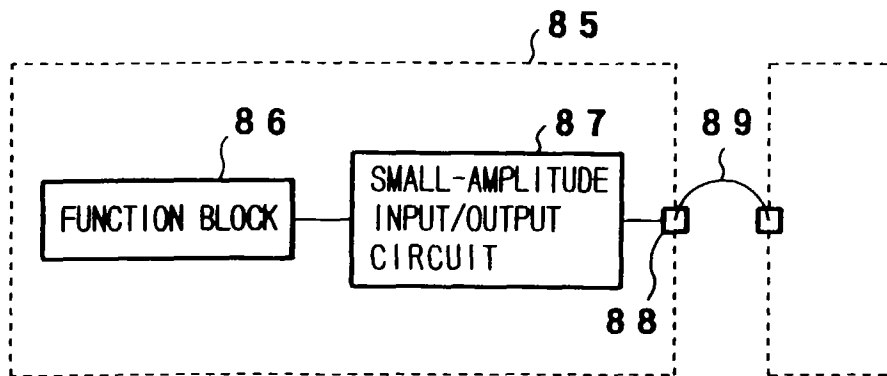 85
86
87
89
FUNCTION BLOCK
SMALL-AMPLITUDE
INPUT/OUTPUT
CIRCUIT
88